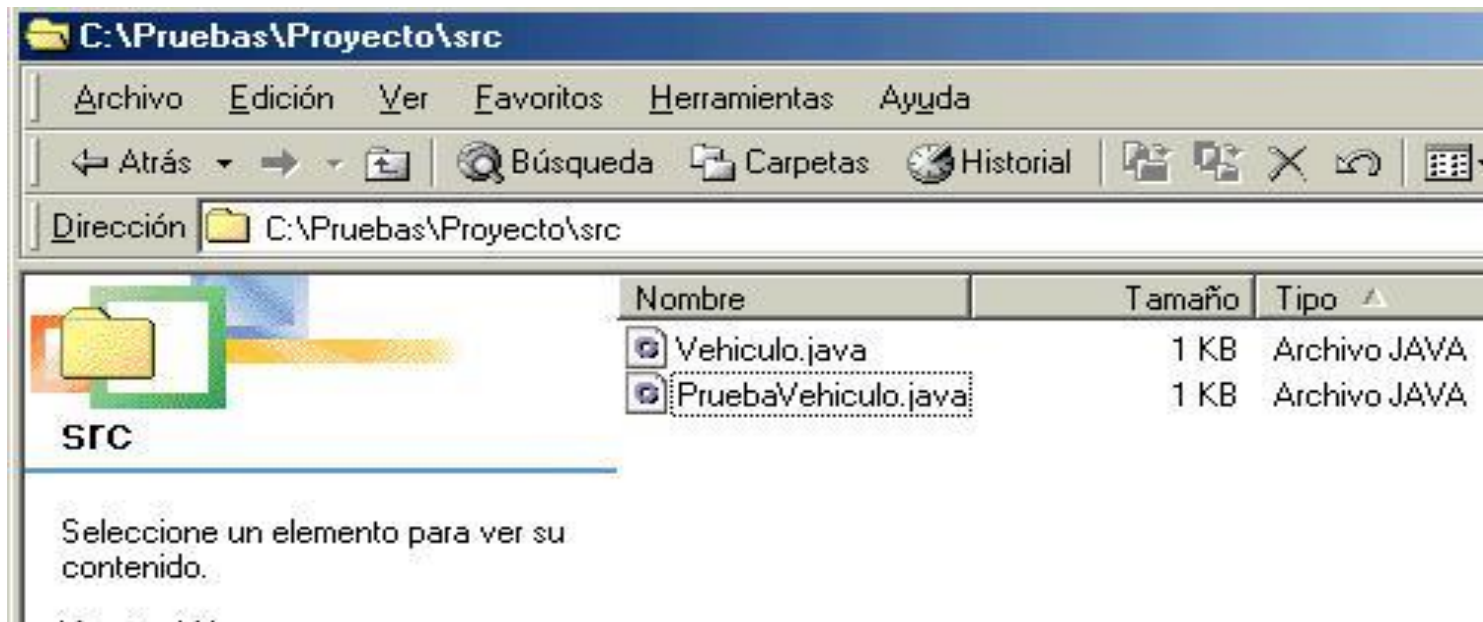 C:\Pruebas\Proyecto\src
Archivo Edición Ver Favoritos Herramientas Ayuda
Atrás Búsqueda Carpetas Historial
Dirección C:\Pruebas\Proyecto\src
Nombre Tamaño Tipo
Vehiculo.java 1 KB Archivo JAVA
PruebaVehiculo.java 1 KB Archivo JAVA
src
Seleccione un elemento para ver su
contenido.